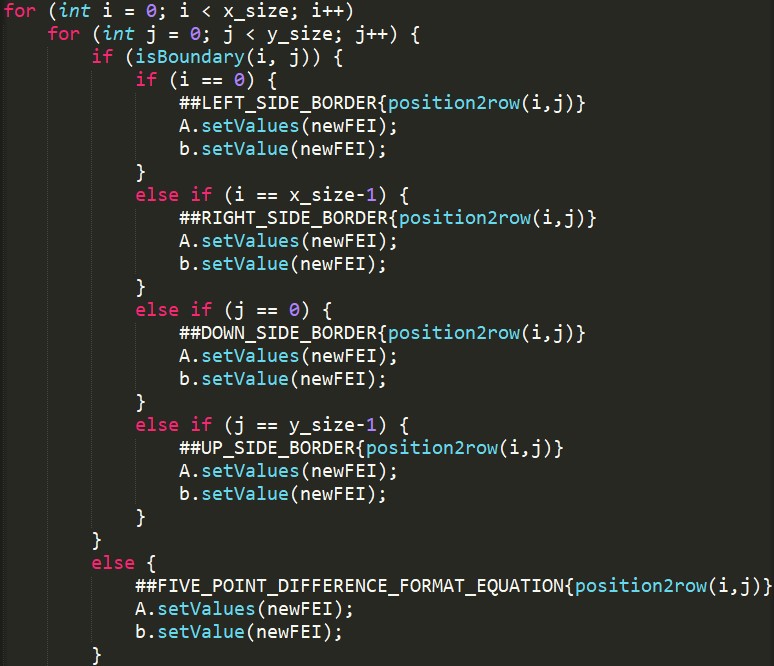 for (int i = 0; i < x_size; i++)
    for (int j = 0; j < y_size; j++) {
        if (isBoundary(i, j)) {
            if (i == 0) {
                ##LEFT_SIDE_BORDER{position2row(i,j)}
                A.setValues(newFEI);
                b.setValue(newFEI);
            }
            else if (i == x_size-1) {
                ##RIGHT_SIDE_BORDER{position2row(i,j)}
                A.setValues(newFEI);
                b.setValue(newFEI);
            }
            else if (j == 0) {
                ##DOWN_SIDE_BORDER{position2row(i,j)}
                A.setValues(newFEI);
                b.setValue(newFEI);
            }
            else if (j == y_size-1) {
                ##UP_SIDE_BORDER{position2row(i,j)}
                A.setValues(newFEI);
                b.setValue(newFEI);
            }
        }
        else {
            ##FIVE_POINT_DIFFERENCE_FORMAT_EQUATION{position2row(i,j)}
            A.setValues(newFEI);
            b.setValue(newFEI);
        }